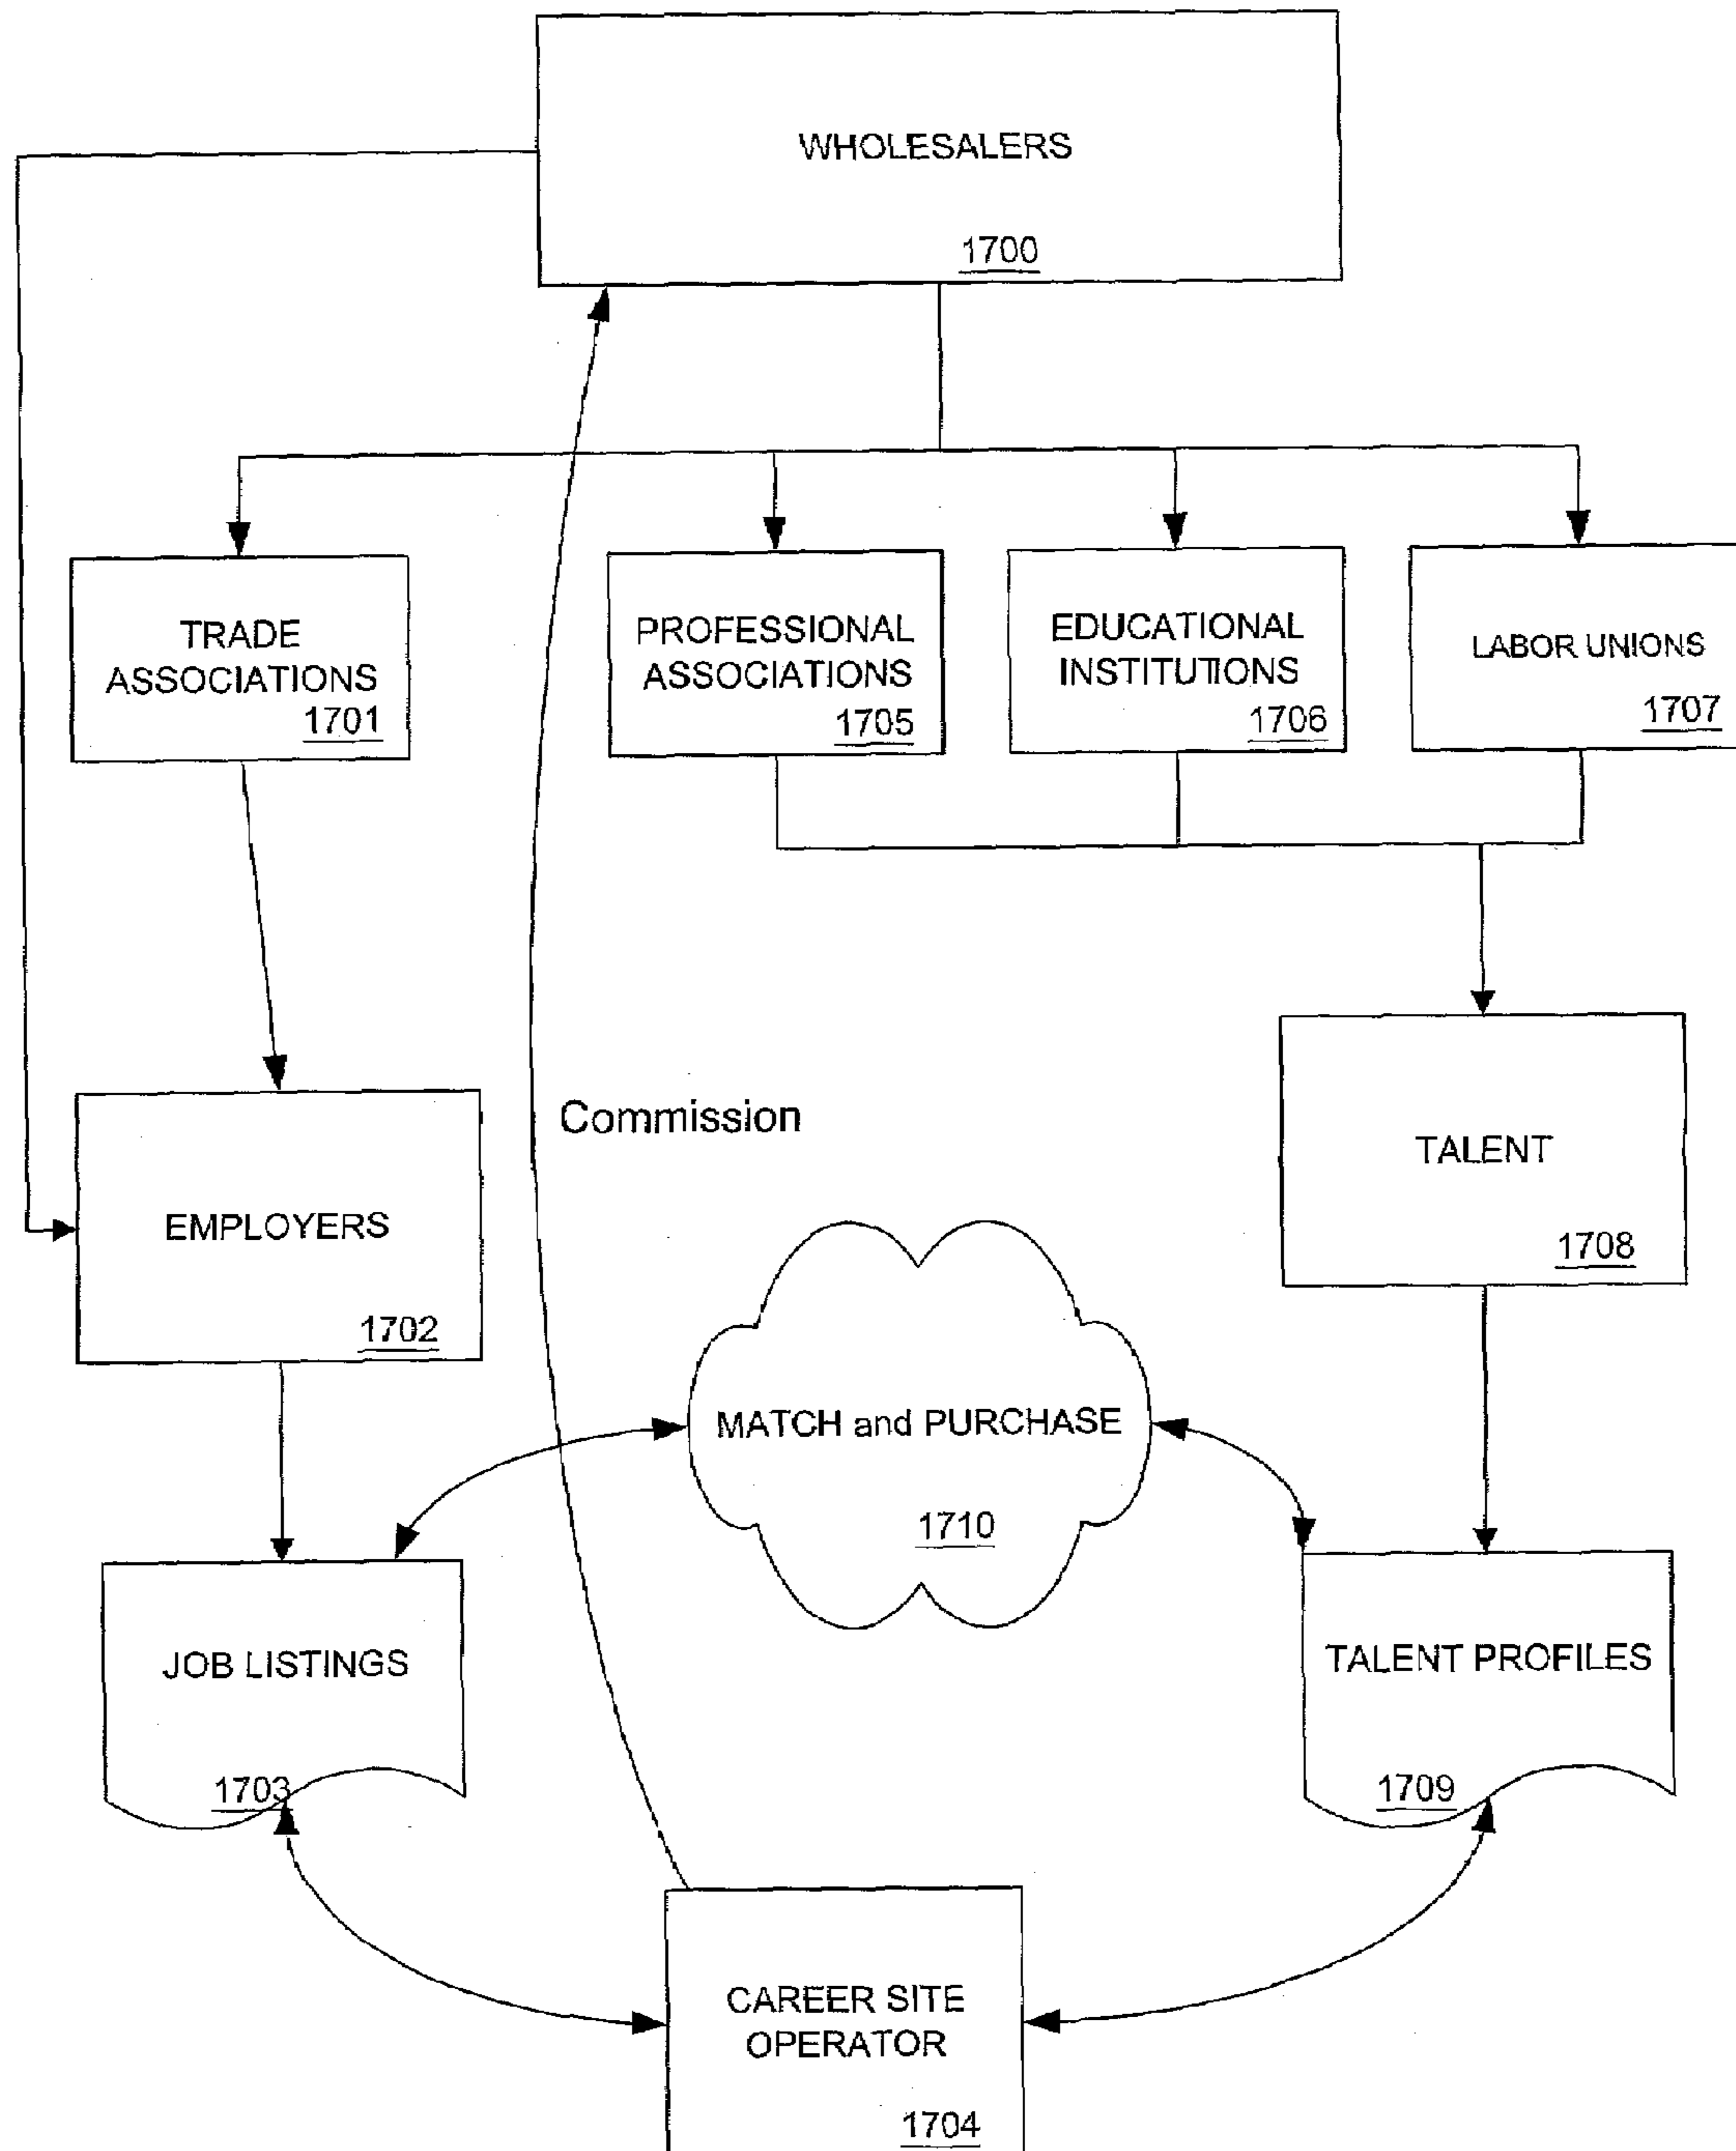 WHOLESALERS
1700
TRADE
ASSOCIATIONS
1701
PROFESSIONAL
ASSOCIATIONS
1705
EDUCATIONAL
INSTITUTIONS
1706
LABOR UNIONS
1707
Commission
EMPLOYERS
1702
TALENT
1708
MATCH and PURCHASE
1710
JOB LISTINGS
1703
TALENT PROFILES
1709
CAREER SITE
OPERATOR
1704